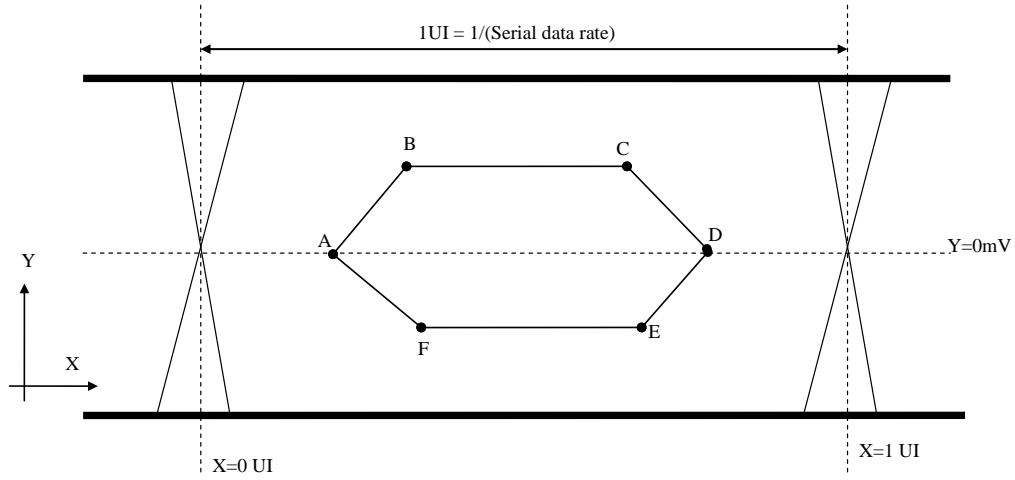 1UI = 1/(Serial data rate)
B
C
A
D
Y=0mV
Y
F
E
X
X=1 UI
X=0 UI